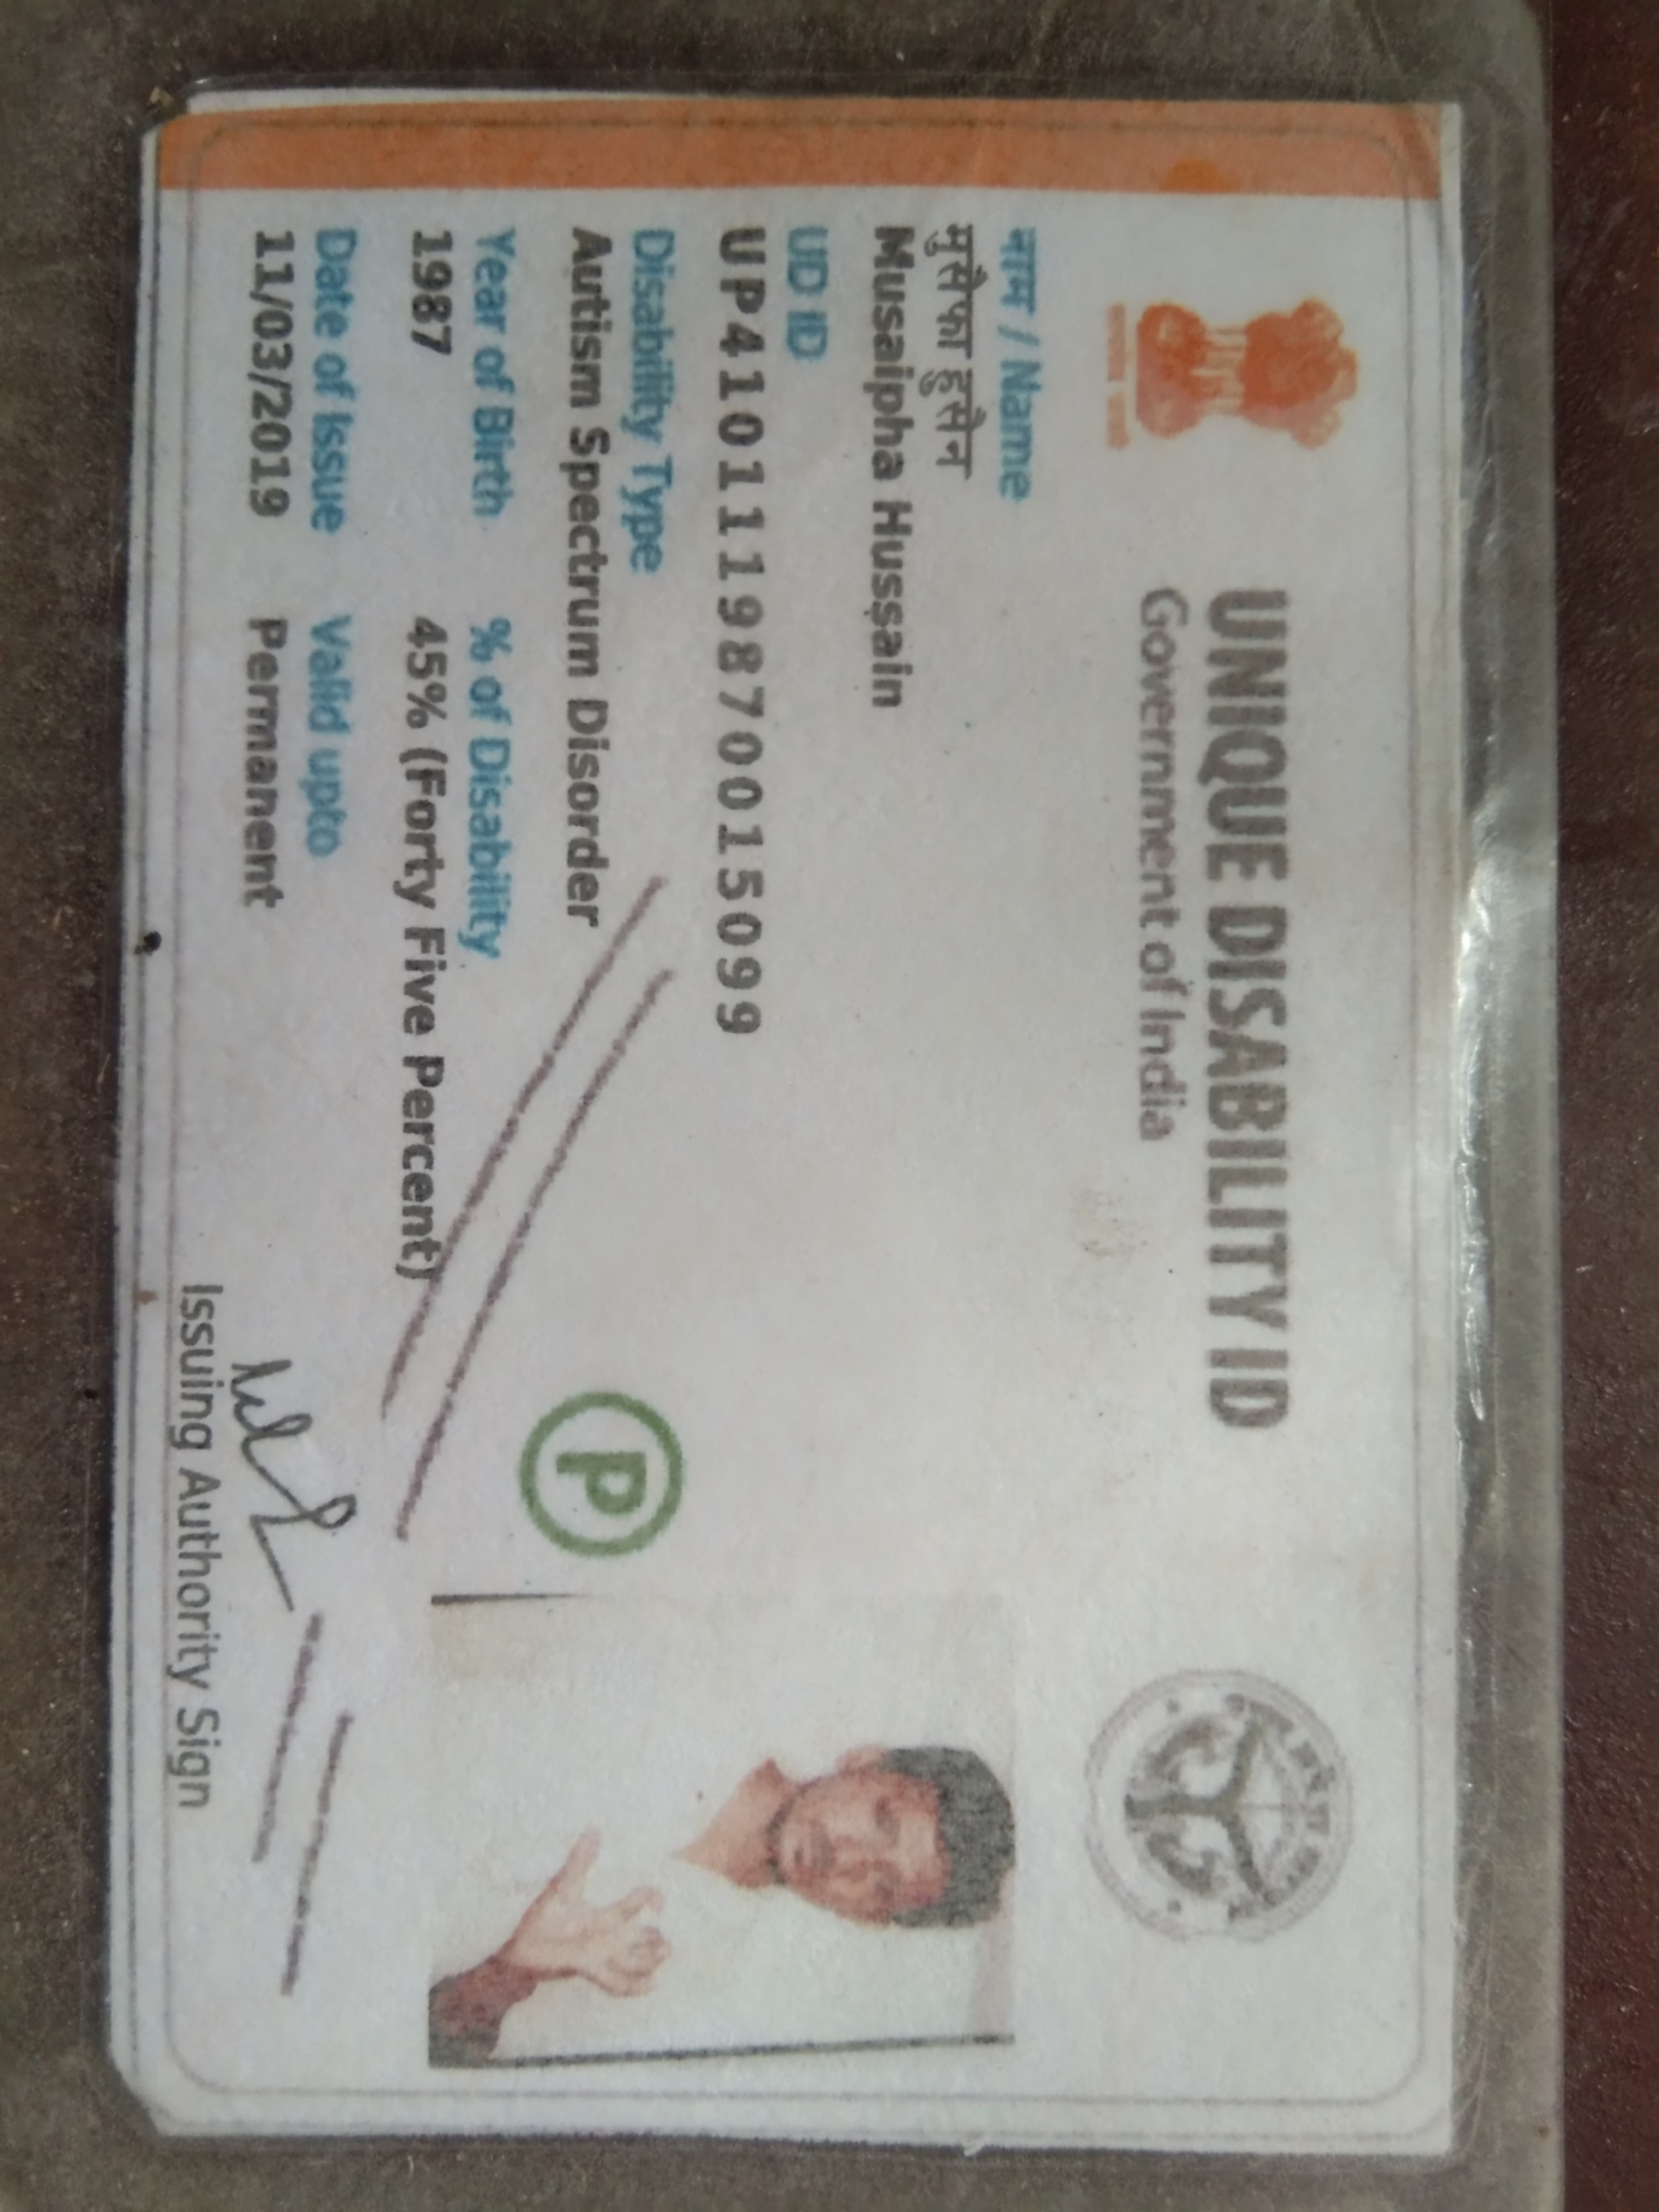 UNIQUE DISABILITY ID
Government of India
नाम / Name
मुसैफा हुसैन
Musaipha Hussain
UD ID
UP4101119870015099
Disability Type
Autism Spectrum Disorder
Year of Birth % of Disability
1987 45% (Forty Five Percent)
Date of Issue Valid upto
11/03/2019 Permanent
P
Issuing Authority Sign